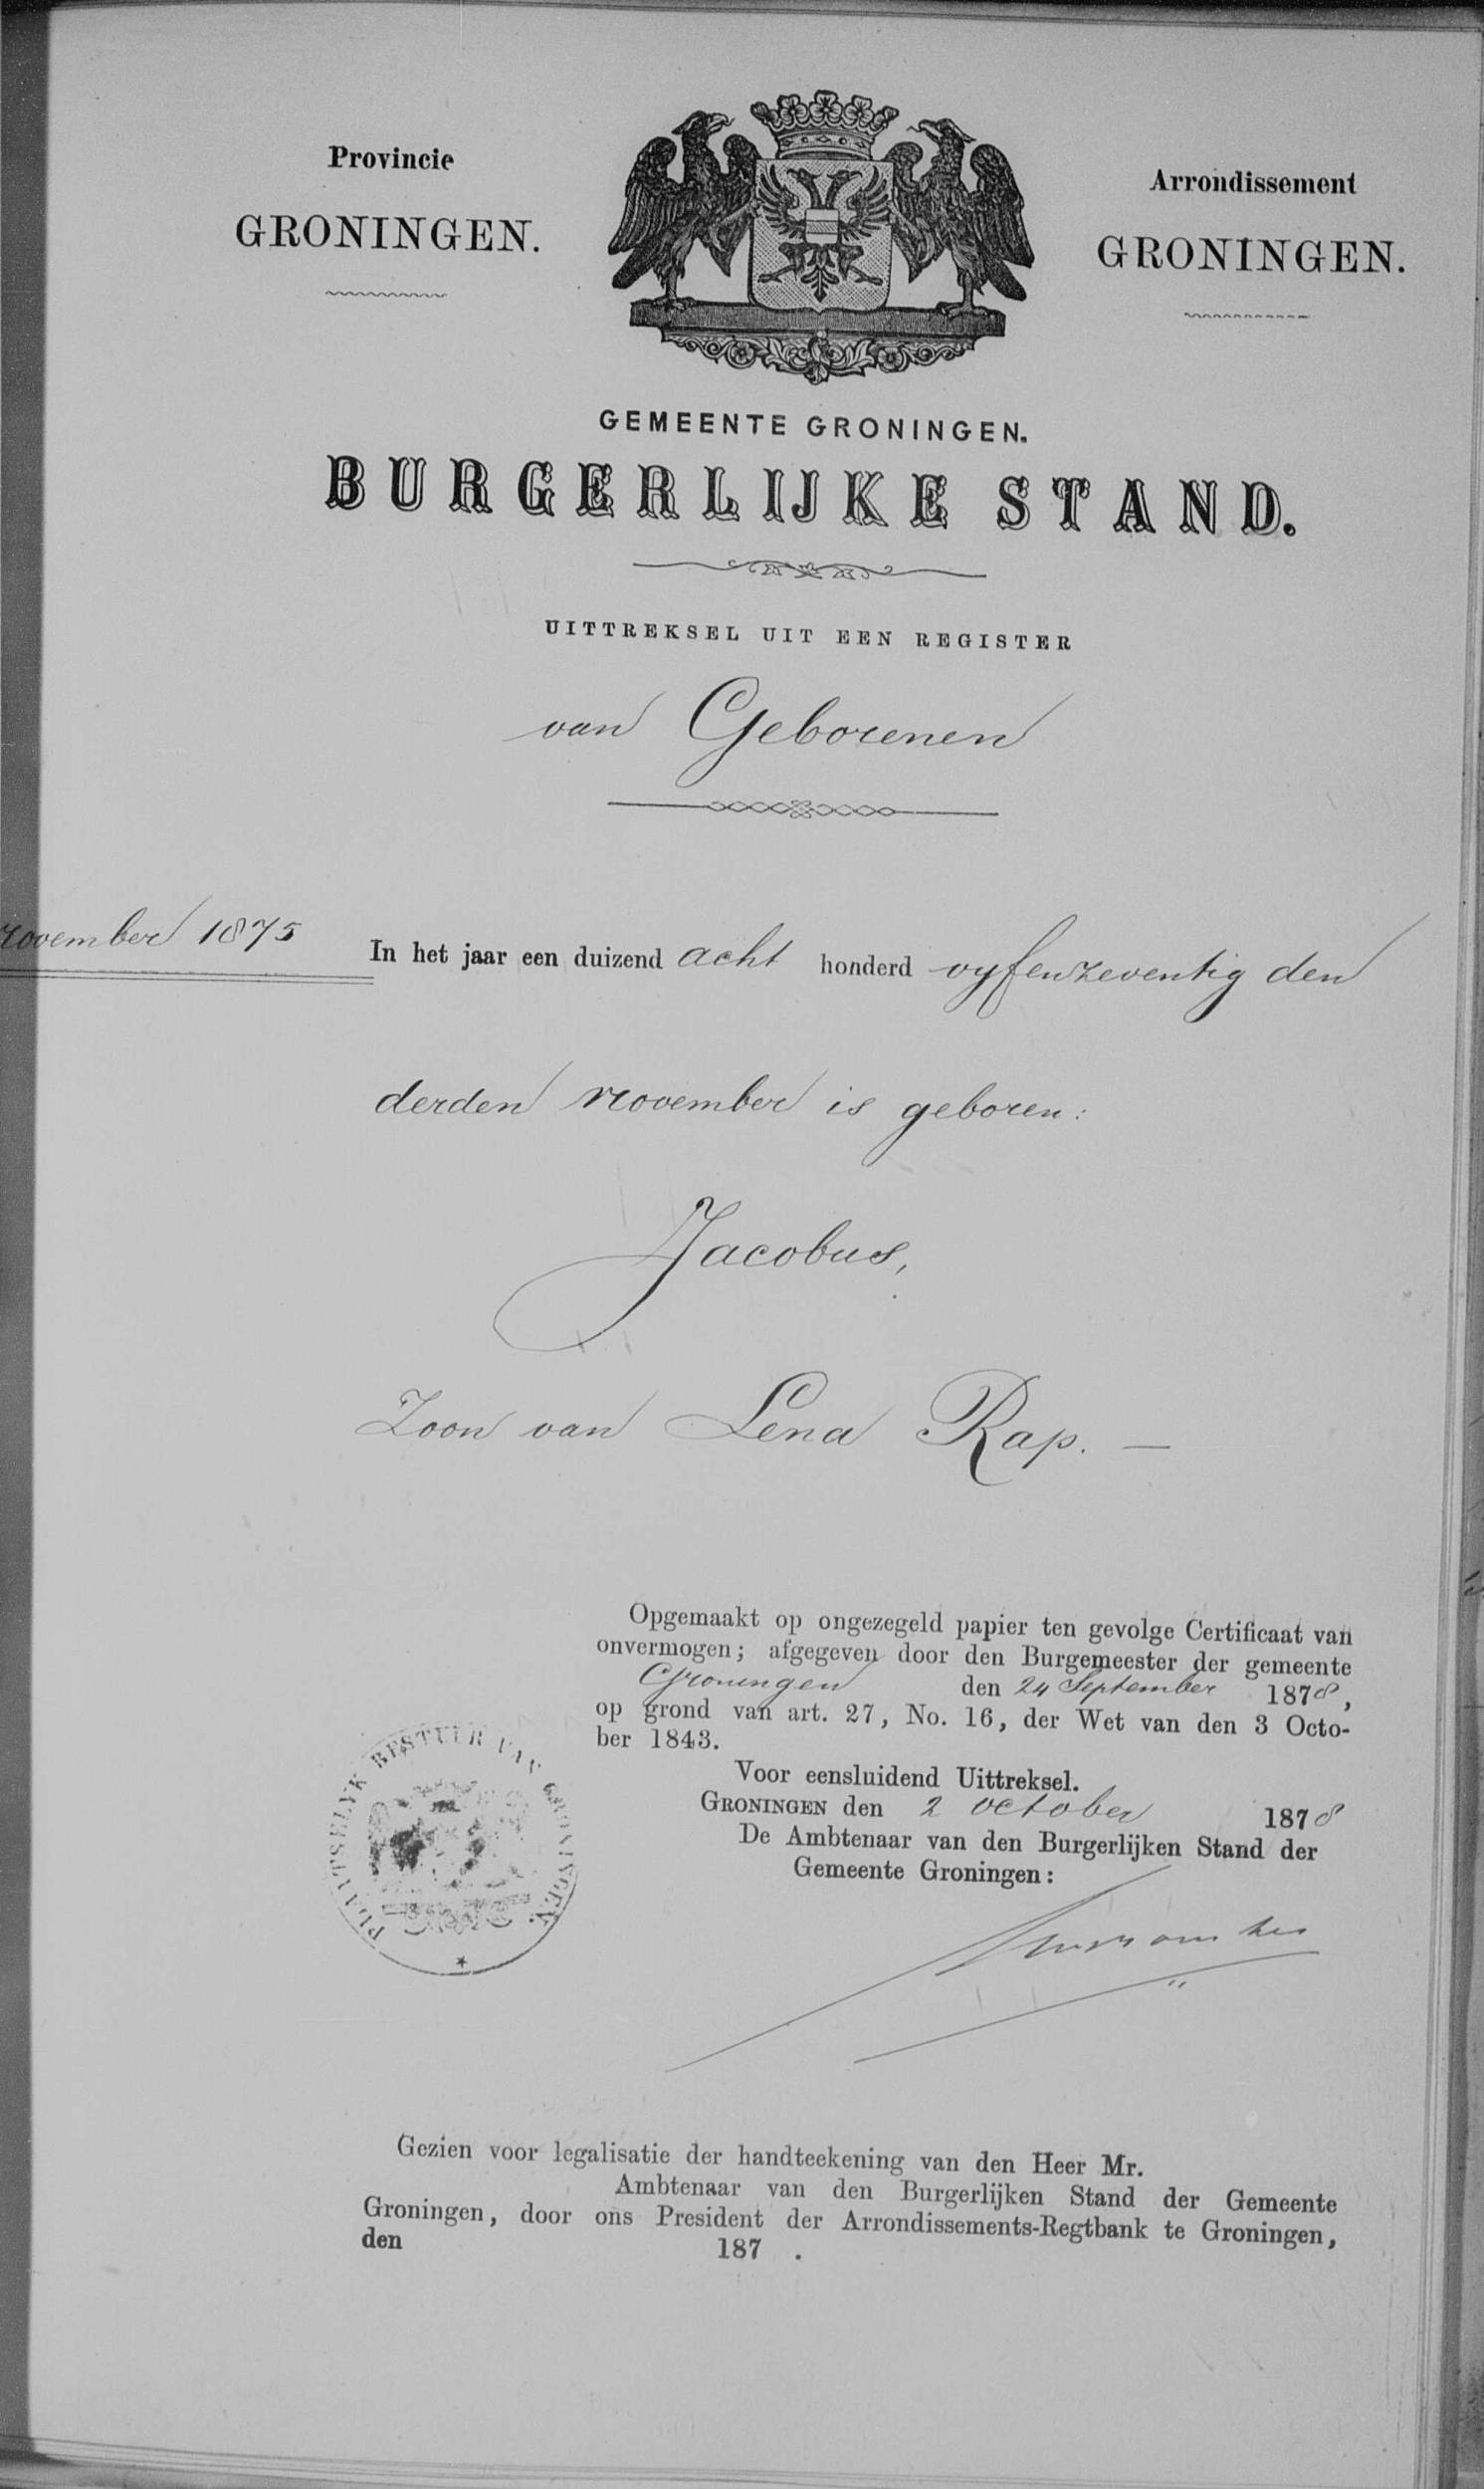 Provincie
GRONINGEN.
Arrondissement
GRONINGEN.
GEMEENTE GRONINGEN.
BURGERLIJKE STAND.
UITTREKSEL UIT EEN REGISTER
van Geborenen
november 1875
In het jaar een duizend acht honderd vyfenzeventig den
derden november is geboren:
Jacobus,
Zoon van Lena Rap. —
Opgemaakt op ongezegeld papier ten gevolge Certificaat van
onvermogen; afgegeven door den Burgemeester der gemeente
Groningen den 24 September 1878,
op grond van art. 27, No. 16, der Wet van den 3 Octo-
ber 1843.
Voor eensluidend Uittreksel.
GRONINGEN den 2 october 1878
De Ambtenaar van den Burgerlijken Stand der
Gemeente Groningen:
PLAATSELYK BESTUUR VAN GRONINGEN.
Gezien voor legalisatie der handteekening van den Heer Mr.
Ambtenaar van den Burgerlijken Stand der Gemeente
Groningen, door ons President der Arrondissements-Regtbank te Groningen,
den 187 .